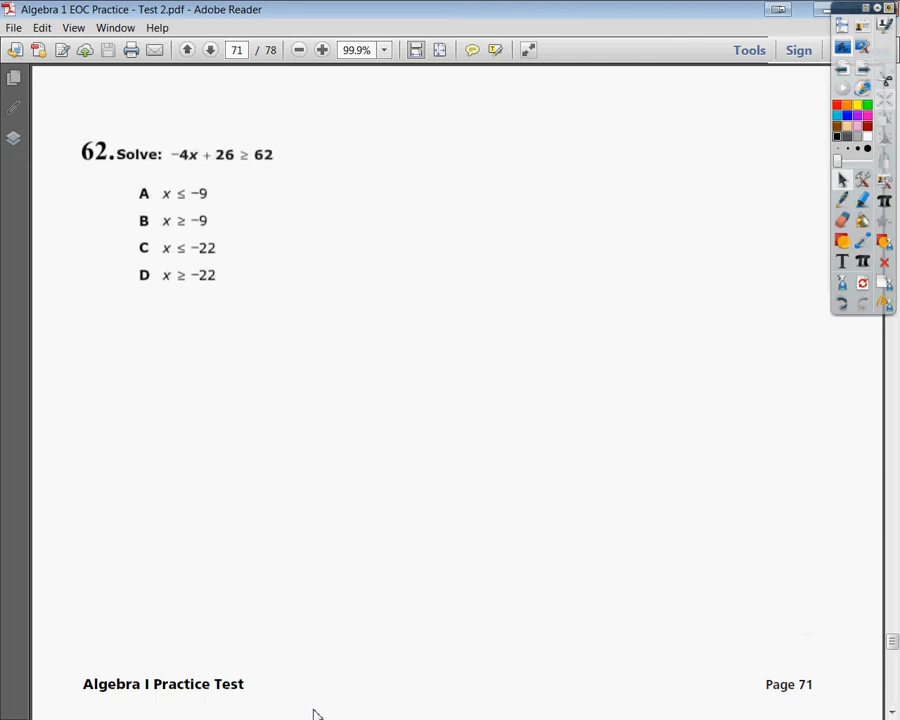 Algebra 1 EOC Practice - Test 2.pdf - Adobe Reader
File Edit View Window Help
71 / 78 99.9% Tools Sign
62. Solve: −4x + 26 ≥ 62
A x ≤ −9
B x ≥ −9
C x ≤ −22
D x ≥ −22
Algebra I Practice Test Page 71